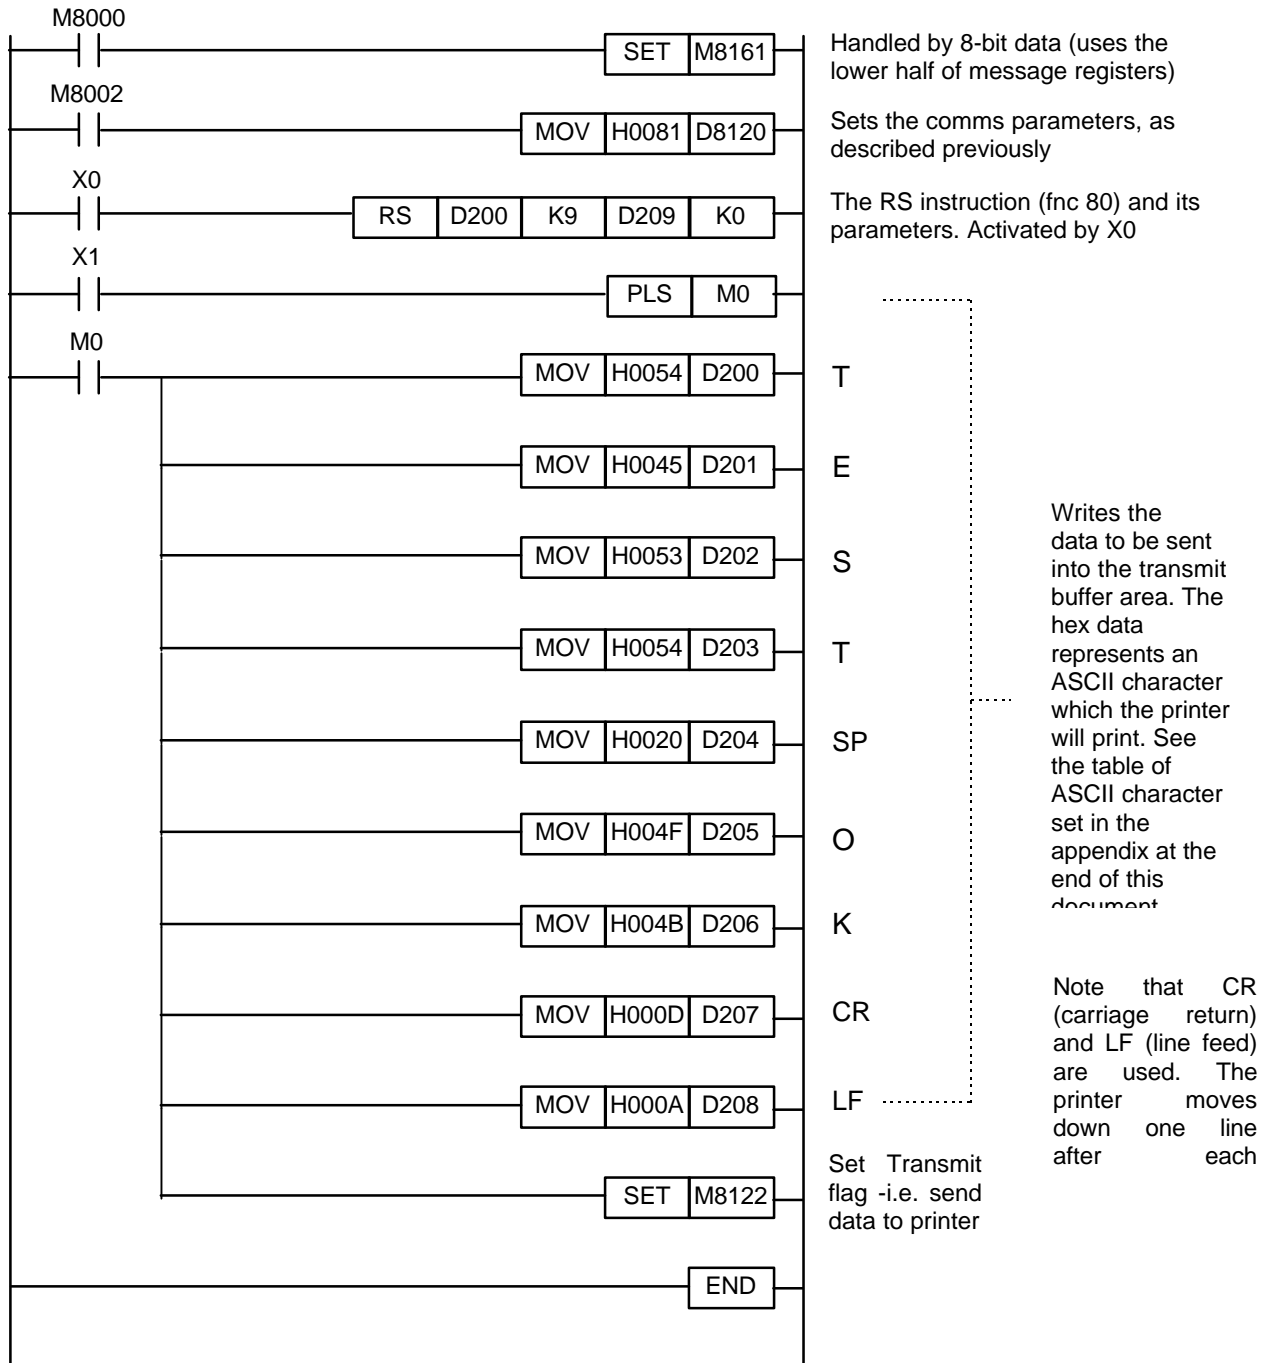 M8000
SET M8161
Handled by 8-bit data (uses the
lower half of message registers)
M8002
MOV H0081 D8120
Sets the comms parameters, as
described previously
X0
RS D200 K9 D209 K0
The RS instruction (fnc 80) and its
parameters. Activated by X0
X1
PLS M0
M0
MOV H0054 D200
T
MOV H0045 D201
E
MOV H0053 D202
S
MOV H0054 D203
T
MOV H0020 D204
SP
MOV H004F D205
O
MOV H004B D206
K
MOV H000D D207
CR
MOV H000A D208
LF
Writes the
data to be sent
into the transmit
buffer area. The
hex data
represents an
ASCII character
which the printer
will print. See
the table of
ASCII character
set in the
appendix at the
end of this
document
Note that CR
(carriage return)
and LF (line feed)
are used. The
printer moves
down one line
after each
SET M8122
Set Transmit
flag -i.e. send
data to printer
END